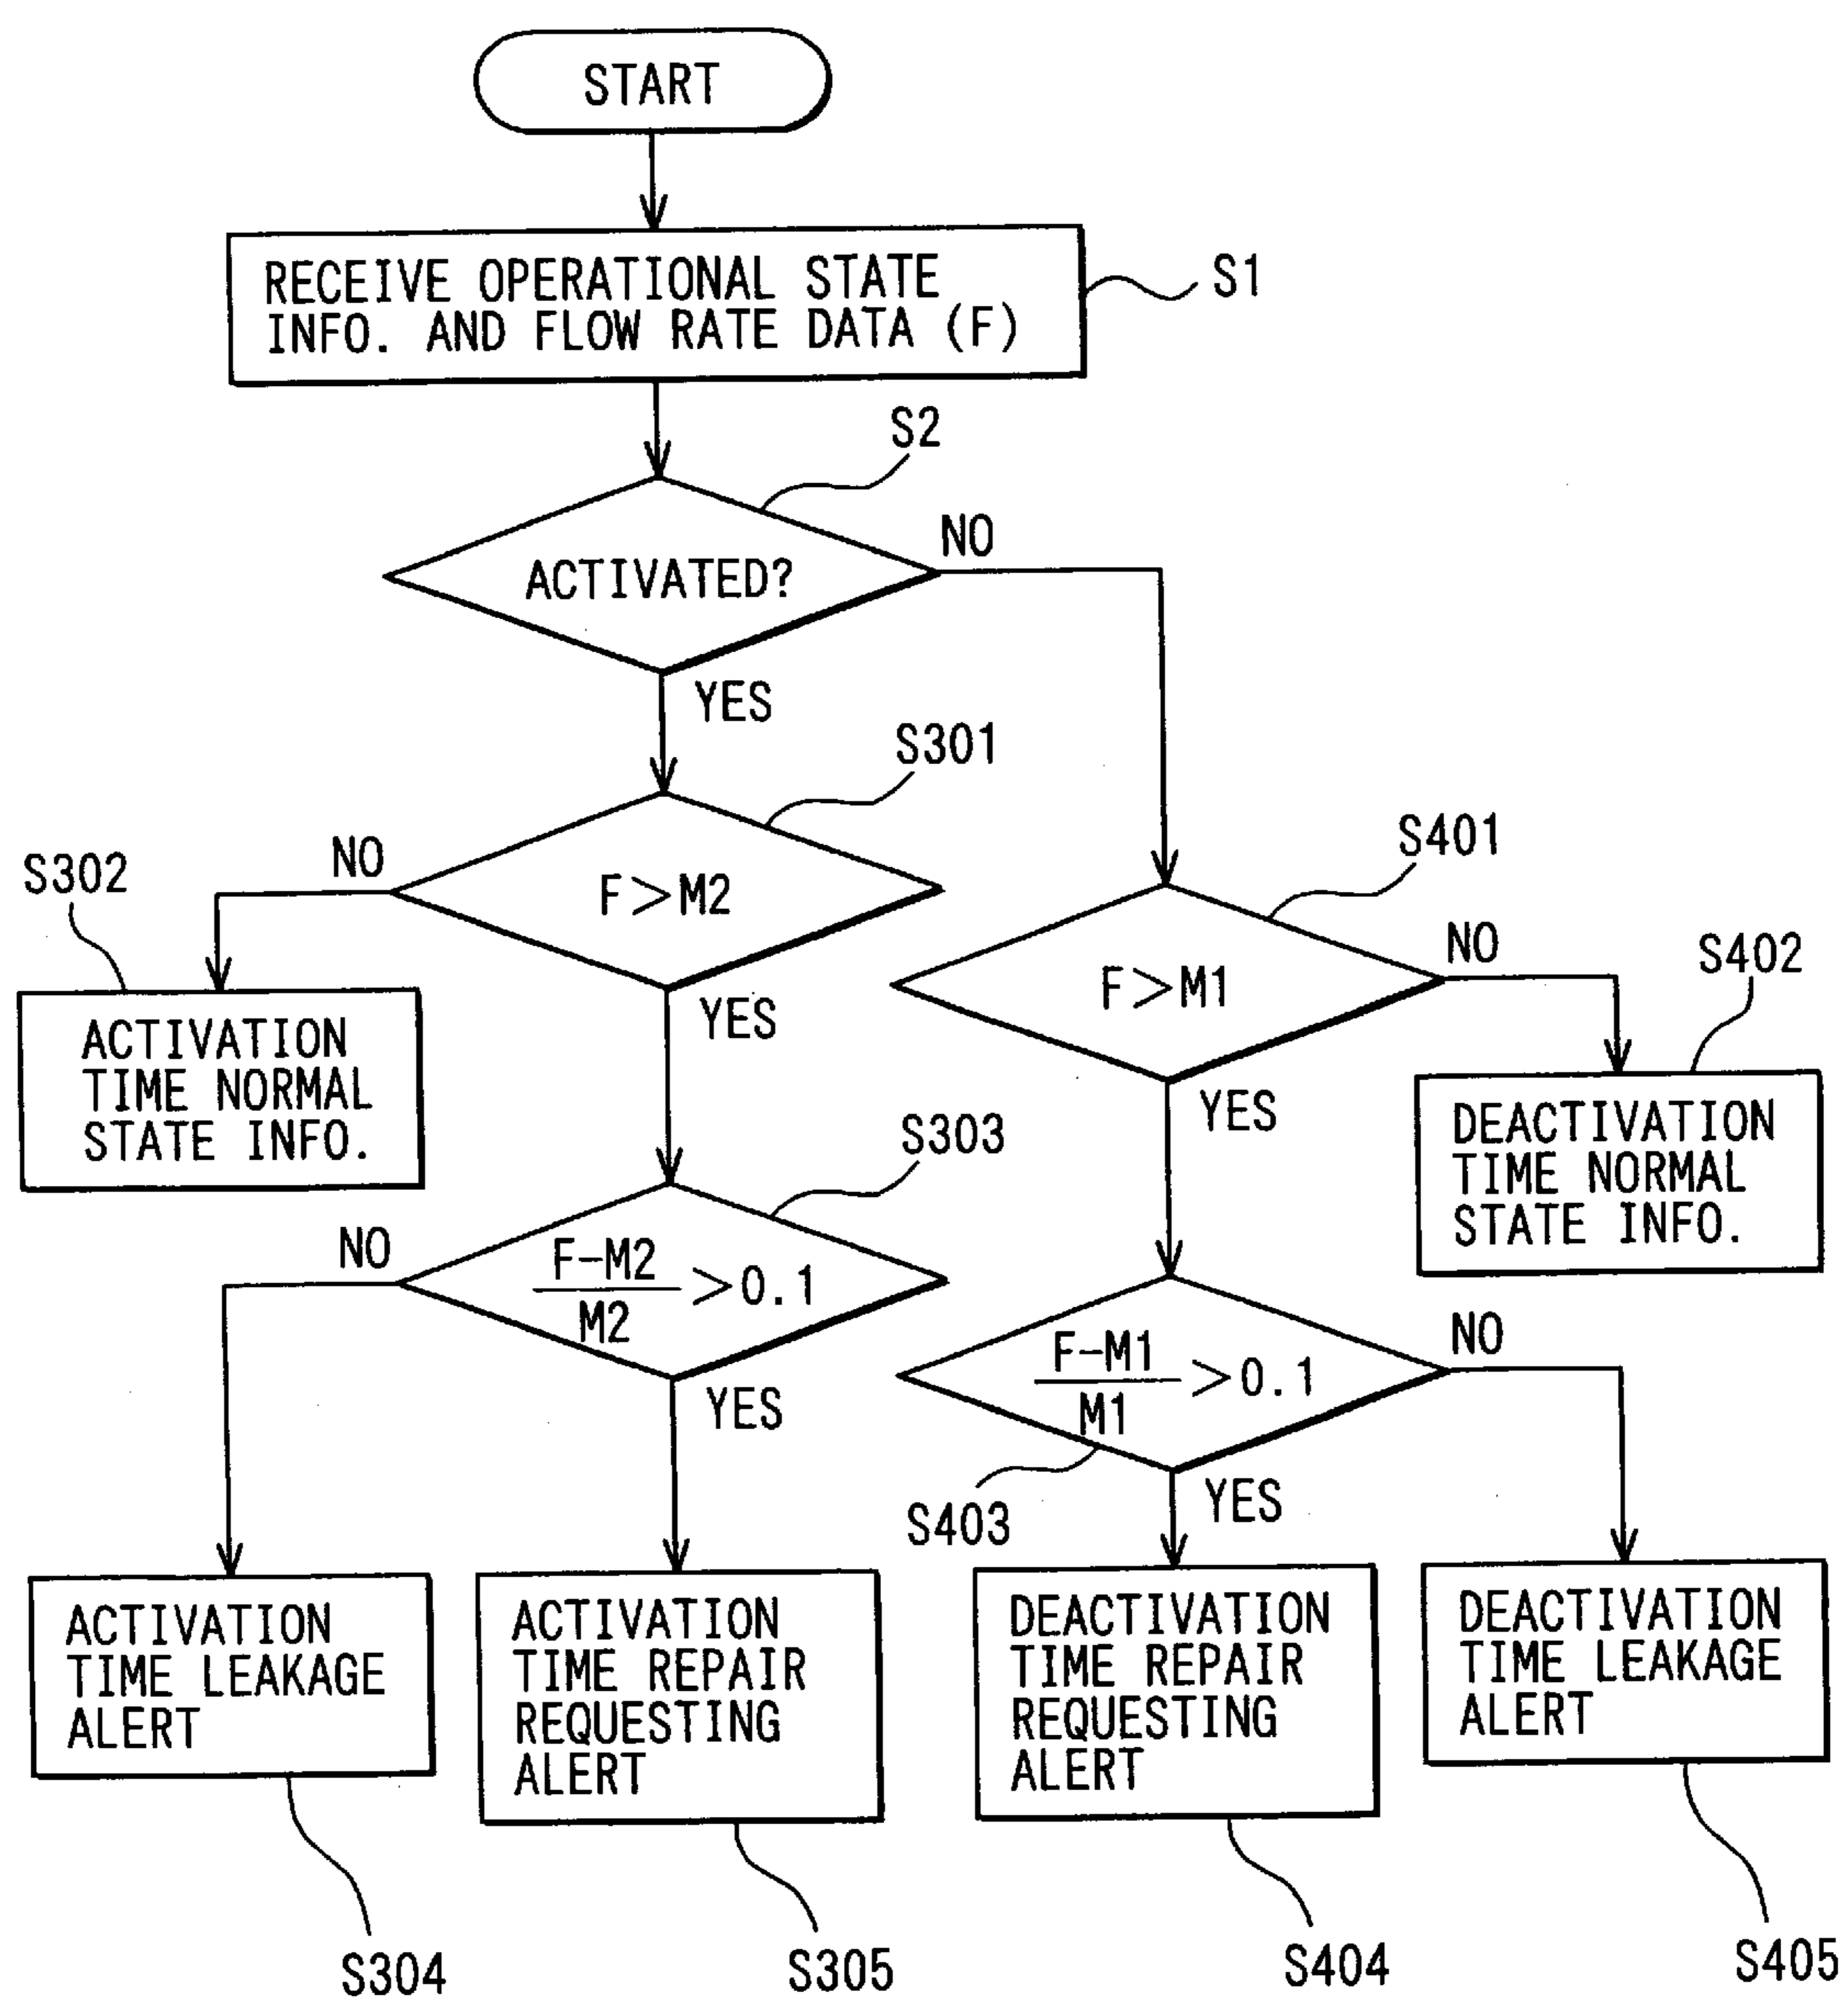 START
RECEIVE OPERATIONAL STATE
INFO. AND FLOW RATE DATA (F)
S1
S2
ACTIVATED?
NO
YES
S301
F>M2
NO
YES
S302
ACTIVATION
TIME NORMAL
STATE INFO.
S401
F>M1
NO
YES
S402
DEACTIVATION
TIME NORMAL
STATE INFO.
S303
F-M2
M2
>0.1
NO
YES
F-M1
M1
>0.1
NO
YES
S403
ACTIVATION
TIME LEAKAGE
ALERT
S304
ACTIVATION
TIME REPAIR
REQUESTING
ALERT
S305
DEACTIVATION
TIME REPAIR
REQUESTING
ALERT
S404
DEACTIVATION
TIME LEAKAGE
ALERT
S405